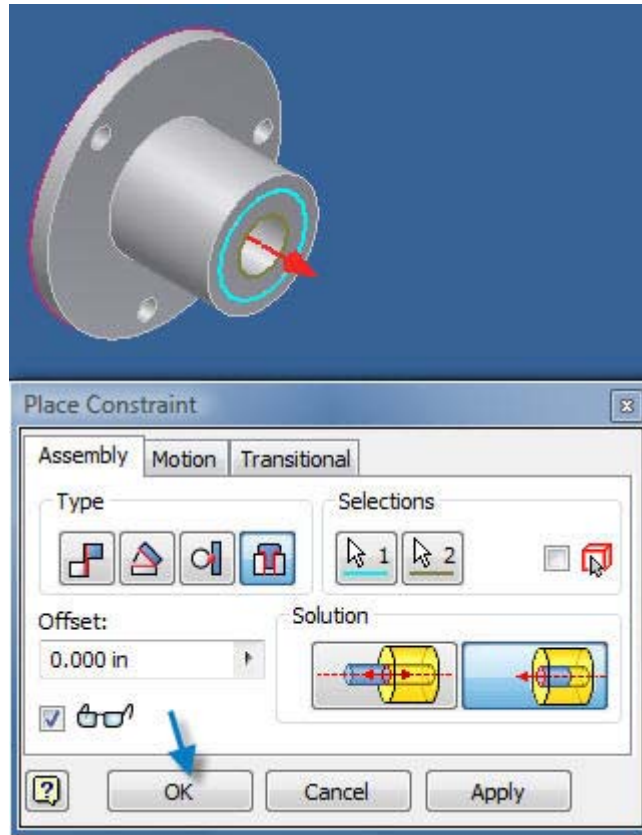 Place Constraint
Assembly Motion Transitional
Type Selections
1 2
Offset: Solution
0.000 in
? OK Cancel Apply